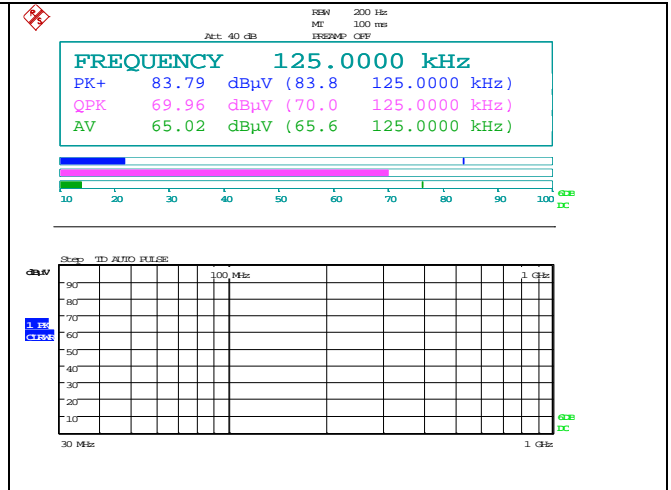 R S
RBW 200 Hz
MT 100 ms
Att 40 dB PREAMP OFF
FREQUENCY 125.0000 kHz
PK+ 83.79 dBµV (83.8 125.0000 kHz)
QPK 69.96 dBµV (70.0 125.0000 kHz)
AV 65.02 dBµV (65.6 125.0000 kHz)
10 20 30 40 50 60 70 80 90 100
6DB
DC
Step TD AUTO PULSE
dBµV
100 MHz 1 GHz
90
80
70
1 PK
CLRWR
60
50
40
30
20
10
6DB
DC
30 MHz 1 GHz